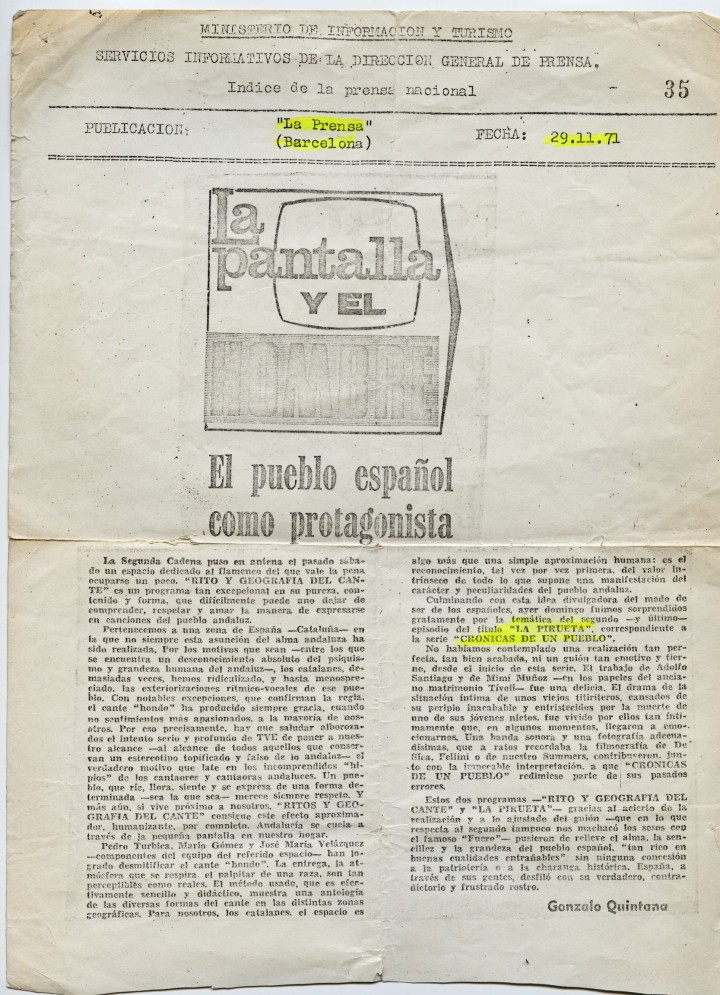 MINISTERIO DE INFORMACION Y TURISMO
SERVICIOS INFORMATIVOS DE LA DIRECCION GENERAL DE PRENSA.
Indice de la prensa nacional
35
PUBLICACION: "La Prensa" FECHA: 29.11.71
(Barcelona)
La
pantalla
Y EL
HOMBRE
El pueblo español
como protagonista
La Segunda Cadena puso en antena el pasado sába-
do un espacio dedicado al flamenco del que vale la pena
ocuparse un poco. "RITO Y GEOGRAFIA DEL CAN-
TE" es un programa tan excepcional en su pureza, con-
tenido y forma, que difícilmente puede uno dejar de
comprender, respetar y amar la manera de expresarse
en canciones del pueblo andaluz.
Pertenecemos a una zona de España —Cataluña— en
la que no siempre esta asunción del alma andaluza ha
sido realizada. Por los motivos que sean —entre los que
se encuentra un desconocimiento absoluto del psiquis-
mo y grandeza humana del andaluz—, los catalanes, de-
masiadas veces, hemos ridiculizado, y hasta menospre-
ciado, las exteriorizaciones rítmico-vocales de ese pue-
blo. Con notables excepciones, que confirman la regla,
el cante "hondo" ha producido siempre gracia, cuando
no sentimientos más apasionados, a la mayoría de nos-
otros. Por eso precisamente, hay que saludar alboroza-
dos el intento serio y profundo de TVE de poner a nues-
tro alcance —al alcance de todos aquellos que conser-
van un estereotipo topificado y falso de lo andaluz— el
verdadero motivo que late en los incomprendidos "hi-
pios" de los cantaores y cantaoras andaluces. Un pue-
blo, que ríe, llora, siente y se expresa de una forma de-
terminada —sea la que sea— merece siempre respeto. Y
más aún, si vive próximo a nosotros. "RITOS Y GEO-
GRAFIA DEL CANTE" consigue este efecto aproxima-
dor, humanizante, por completo. Andalucía se cuela a
través de la pequeña pantalla en nuestro hogar.
Pedro Turbica, Mario Gómez y José María Velázquez
—componentes del equipo del referido espacio— han lo-
grado desmitificar el cante "hondo". La entrega, la at-
mósfera que se respira, el palpitar de una raza, son tan
perceptibles como reales. El método usado, que es efec-
tivamente sencillo y didáctico, muestra una antología
de las diversas formas del cante en las distintas zonas
geográficas. Para nosotros, los catalanes, el espacio es
algo más que una simple aproximación humana: es el
reconocimiento, tal vez por vez primera, del valor in-
trínseco de todo lo que supone una manifestación del
carácter y peculiaridades del pueblo andaluz.
Culminando con esta idea divulgadora del modo de
ser de los españoles, ayer domingo fuimos sorprendidos
gratamente por la temática del segundo —y último—
episodio del título "LA PIRUETA", correspondiente a
la serie "CRONICAS DE UN PUEBLO".
No habíamos contemplado una realización tan per-
fecta, tan bien acabada, ni un guión tan emotivo y tier-
no, desde el inicio de esta serie. El trabajo de Adolfo
Santiago y de Mimí Muñoz —en los papeles del ancia-
no matrimonio Tívoli— fue una delicia. El drama de la
situación íntima de unos viejos titiriteros, cansados de
su periplo inacabable y entristecidos por la muerte de
uno de sus jóvenes nietos, fue vivido por ellos tan ínti-
mamente que, en algunos momentos, llegaron a emo-
cionarnos. Una banda sonora y una fotografía adecua-
dísimas, que a ratos recordaba la filmografía de De
Sica, Fellini o de nuestro Summers, contribuyeron, jun-
to con la impecable interpretación, a que "CRONICAS
DE UN PUEBLO" redimiese parte de sus pasados
errores.
Estos dos programas —"RITO Y GEOGRAFIA DEL
CANTE" y "LA PIRUETA"— gracias al acierto de la
realización y a lo ajustado del guión —que en lo que
respecta al segundo tampoco nos machacó los sesos con
el famoso "Fuero"— pusieron de relieve el alma, la sen-
cillez y la grandeza del pueblo español, "tan rico en
buenas cualidades entrañables" sin ninguna concesión
a la patriotería o a la charanga histórica. España, a
través de sus gentes, desfiló con su verdadero, contra-
dictorio y frustrado rostro.
Gonzalo Quintana